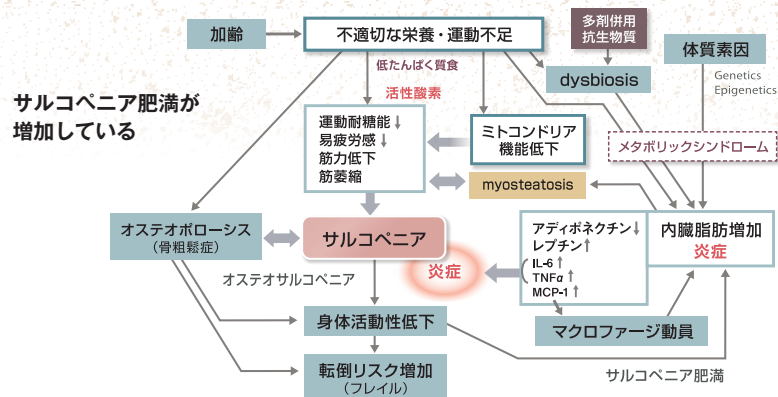 加齢
不適切な栄養・運動不足
多剤併用
抗生物質
体質素因
Genetics
Epigenetics
低たんぱく質食
dysbiosis
サルコペニア肥満が
増加している
活性酸素
運動耐糖能↓
易疲労感↓
筋力低下
筋萎縮
ミトコンドリア
機能低下
メタボリックシンドローム
myosteatosis
オステオポローシス
(骨粗鬆症)
サルコペニア
炎症
アディポネクチン↓
レプチン↑
IL-6↑
TNFα↑
MCP-1↑
内臓脂肪増加
炎症
オステオサルコペニア
身体活動性低下
マクロファージ動員
転倒リスク増加
(フレイル)
サルコペニア肥満